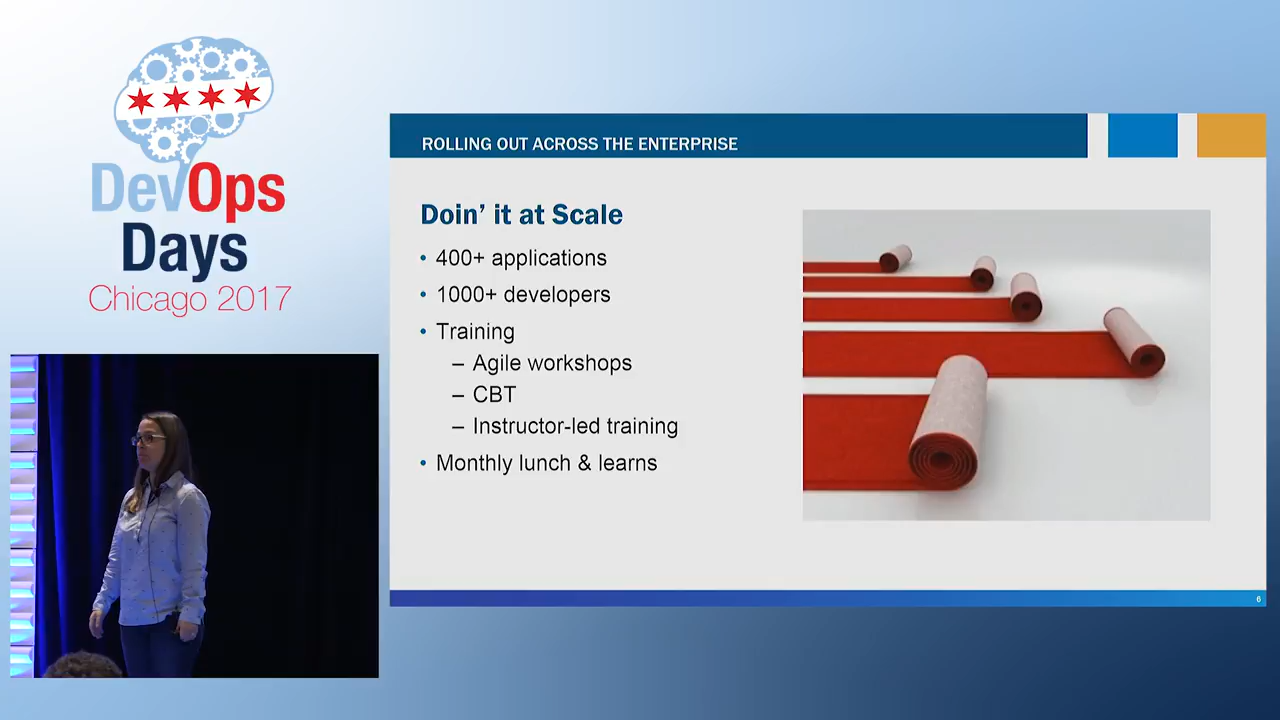 DevOps
Days
Chicago 2017
ROLLING OUT ACROSS THE ENTERPRISE
Doin' it at Scale
• 400+ applications
• 1000+ developers
• Training
– Agile workshops
– CBT
– Instructor-led training
• Monthly lunch & learns
6